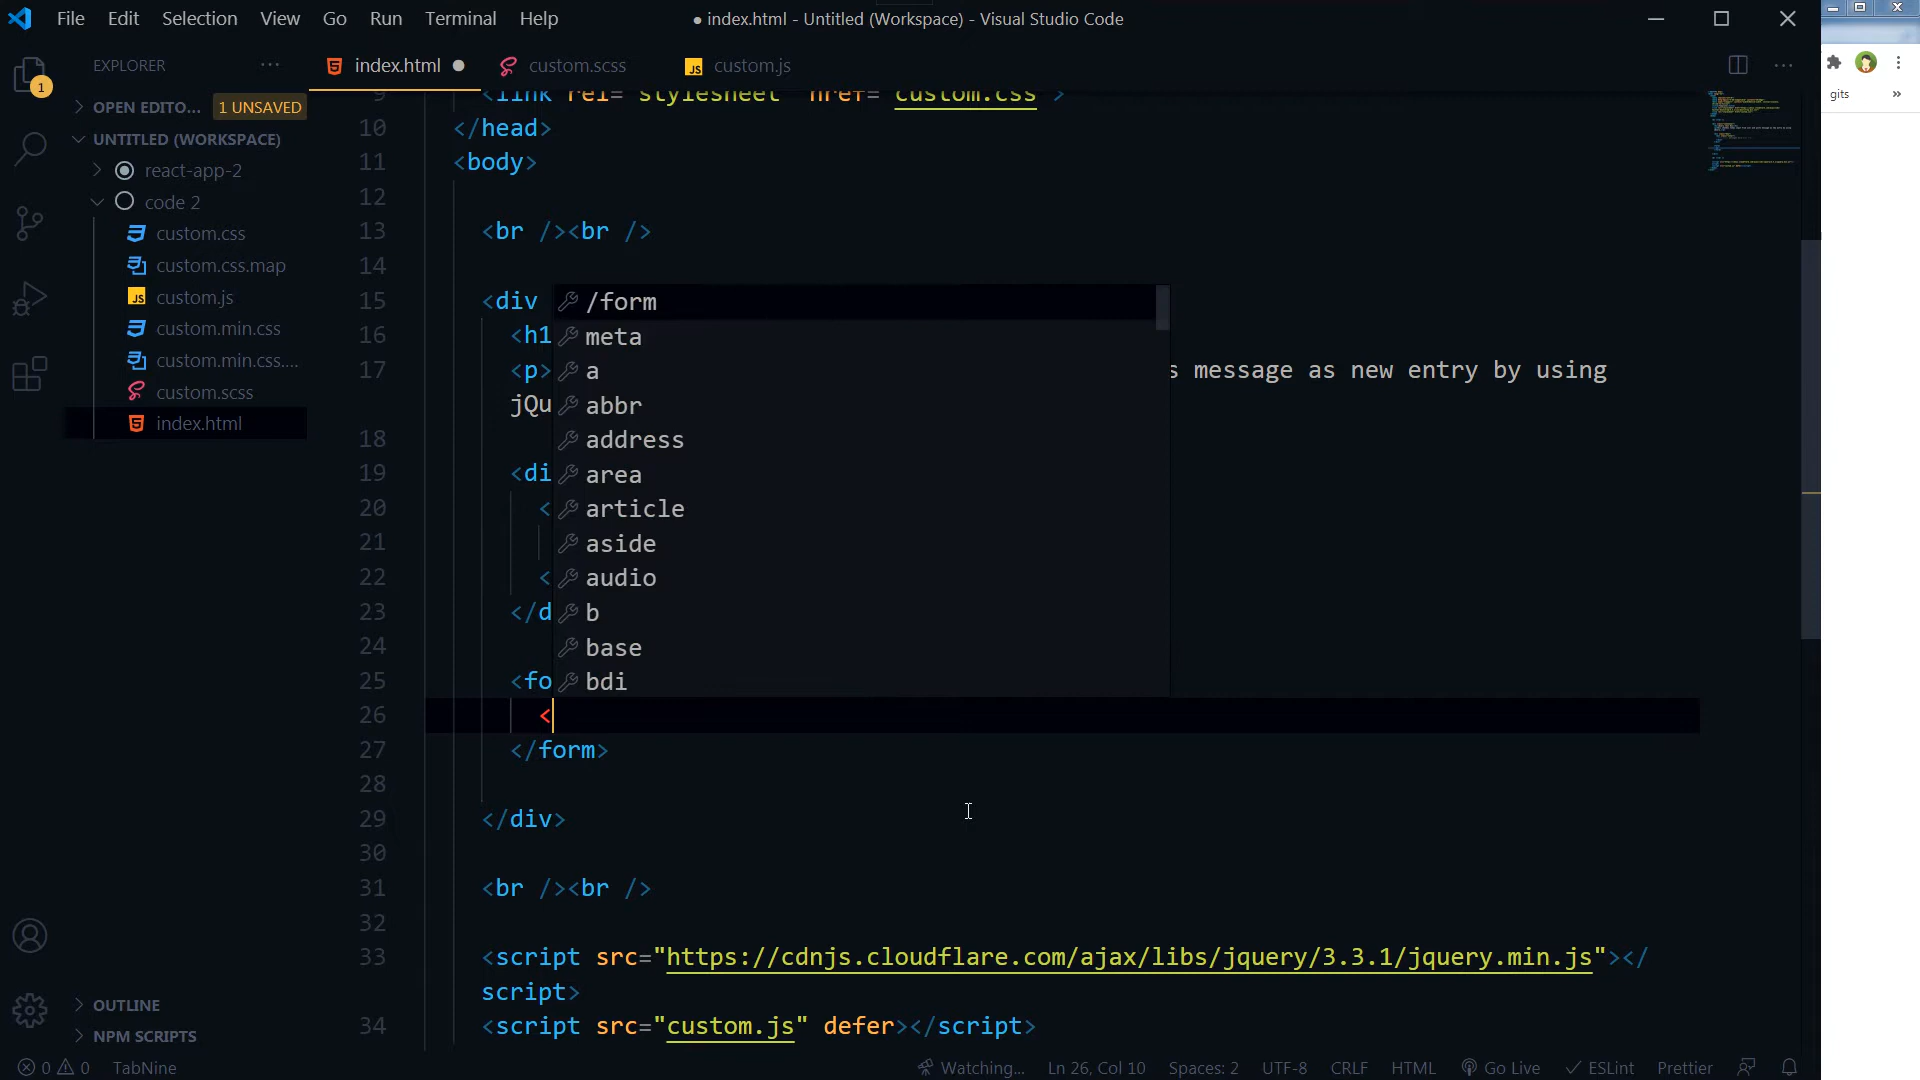 File Edit Selection View Go Run Terminal Help
● index.html - Untitled (Workspace) - Visual Studio Code
EXPLORER ...
index.html ●
custom.scss
JS custom.js
gits »
1
OPEN EDITO... 1 UNSAVED
UNTITLED (WORKSPACE)
react-app-2
code 2
custom.css
custom.css.map
JS custom.js
custom.min.css
custom.min.css....
custom.scss
index.html
OUTLINE
NPM SCRIPTS
9 <link rel="stylesheet" href="custom.css">
10 </head>
11 <body>
12
13 <br /><br />
14
15 <div
16 <h1
17 <p> s message as new entry by using
jQu
18
19 <di
20 <
21
22 <
23 </d
24
25 <fo
26 <
27 </form>
28
29 </div>
30
31 <br /><br />
32
33 <script src="https://cdnjs.cloudflare.com/ajax/libs/jquery/3.3.1/jquery.min.js"></
script>
34 <script src="custom.js" defer></script>
/form
meta
a
abbr
address
area
article
aside
audio
b
base
bdi
0 0 TabNine
Watching... Ln 26, Col 10 Spaces: 2 UTF-8 CRLF HTML Go Live ESLint Prettier